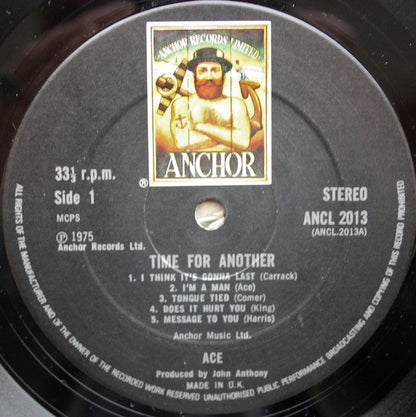 ANCHOR RECORDS LIMITED
ANCHOR
®
33⅓ r.p.m.
Side 1
MCPS
Ⓟ 1975
Anchor Records Ltd.
STEREO
ANCL 2013
(ANCL.2013A)
TIME FOR ANOTHER
1. I THINK IT'S GONNA LAST (Carrack)
2. I'M A MAN (Ace)
3. TONGUE TIED (Comer)
4. DOES IT HURT YOU (King)
5. MESSAGE TO YOU (Harris)
Anchor Music Ltd.
ACE
Produced by John Anthony
MADE IN U.K.
ALL RIGHTS OF THE MANUFACTURER AND OF THE OWNER OF THE RECORDED WORK RESERVED UNAUTHORISED PUBLIC PERFORMANCE BROADCASTING AND COPYING OF THIS RECORD PROHIBITED